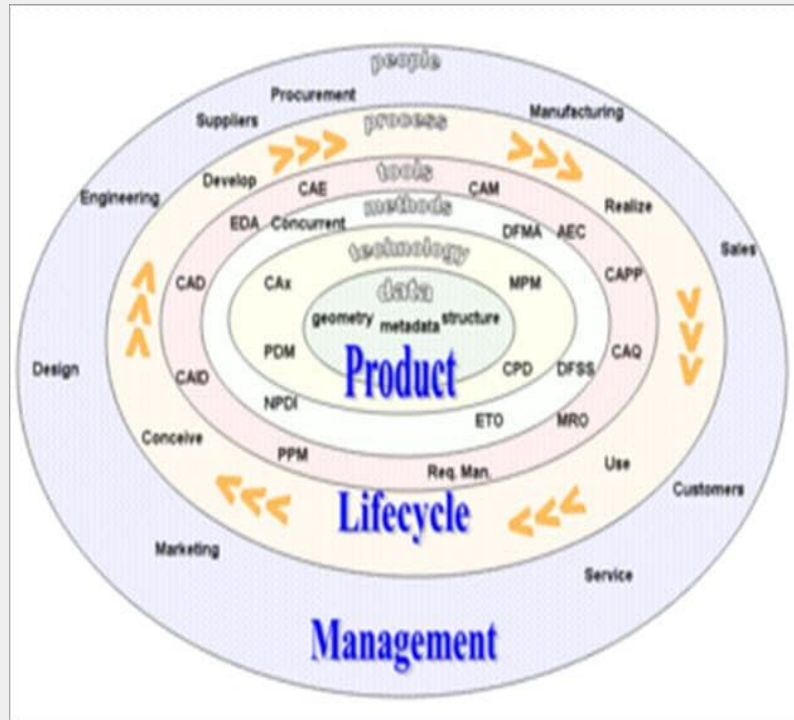 people
Procurement
Manufacturing
Suppliers
process
Develop
tools
CAE
CAM
Engineering
methods
Realize
EDA
Concurrent
DFMA
AEC
technology
Sales
CAD
CAx
data
MPM
CAPP
geometry
metadata
structure
PDM
Product
CPD
DFSS
CAQ
Design
CAID
NPDI
ETO
MRO
Conceive
PPM
Req. Man.
Use
Customers
Lifecycle
Marketing
Service
Management